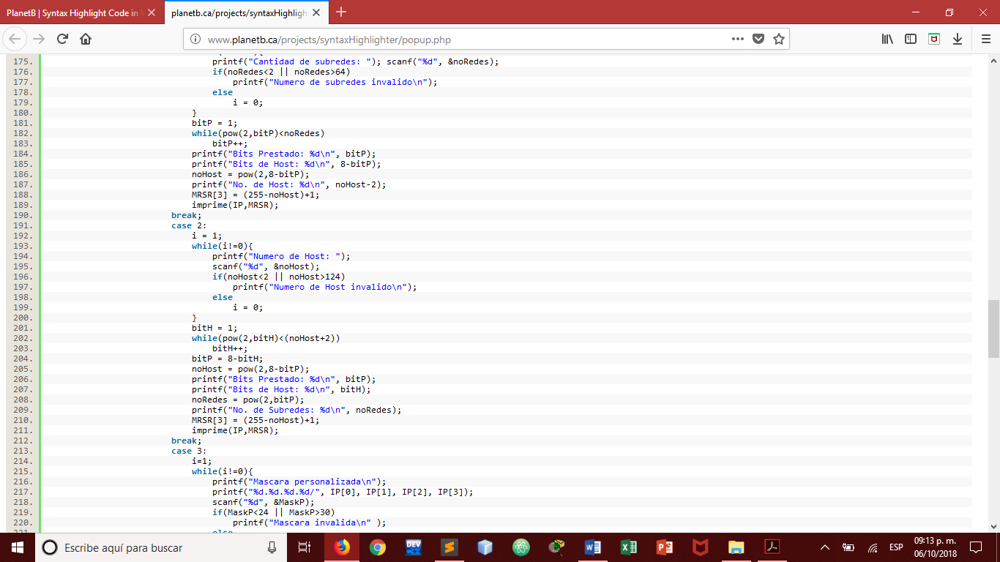 PlanetB | Syntax Highlight Code in
planetb.ca/projects/syntaxHighligh
www.planetb.ca/projects/syntaxHighlighter/popup.php
175. printf("Cantidad de subredes: "); scanf("%d", &noRedes);
176. if(noRedes<2 || noRedes>64)
177. printf("Numero de subredes invalido\n");
178. else
179. i = 0;
180. }
181. bitP = 1;
182. while(pow(2,bitP)<noRedes)
183. bitP++;
184. printf("Bits Prestado: %d\n", bitP);
185. printf("Bits de Host: %d\n", 8-bitP);
186. noHost = pow(2,8-bitP);
187. printf("No. de Host: %d\n", noHost-2);
188. MRSR[3] = (255-noHost)+1;
189. imprime(IP,MRSR);
190. break;
191. case 2:
192. i = 1;
193. while(i!=0){
194. printf("Numero de Host: ");
195. scanf("%d", &noHost);
196. if(noHost<2 || noHost>124)
197. printf("Numero de Host invalido\n");
198. else
199. i = 0;
200. }
201. bitH = 1;
202. while(pow(2,bitH)<(noHost+2))
203. bitH++;
204. bitP = 8-bitH;
205. noHost = pow(2,8-bitP);
206. printf("Bits Prestado: %d\n", bitP);
207. printf("Bits de Host: %d\n", bitH);
208. noRedes = pow(2,bitP);
209. printf("No. de Subredes: %d\n", noRedes);
210. MRSR[3] = (255-noHost)+1;
211. imprime(IP,MRSR);
212. break;
213. case 3:
214. i=1;
215. while(i!=0){
216. printf("Mascara personalizada\n");
217. printf("%d.%d.%d.%d/", IP[0], IP[1], IP[2], IP[3]);
218. scanf("%d", &MaskP);
219. if(MaskP<24 || MaskP>30)
220. printf("Mascara invalida\n" );
221. else
Escribe aquí para buscar
DEV
ESP
09:13 p. m.
06/10/2018